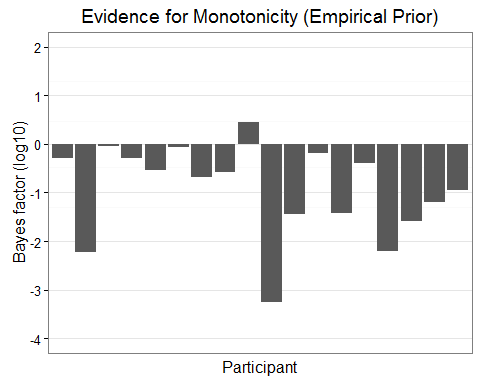 Evidence for Monotonicity (Empirical Prior)
Bayes factor (log10)
2
1
0
-1
-2
-3
-4
Participant